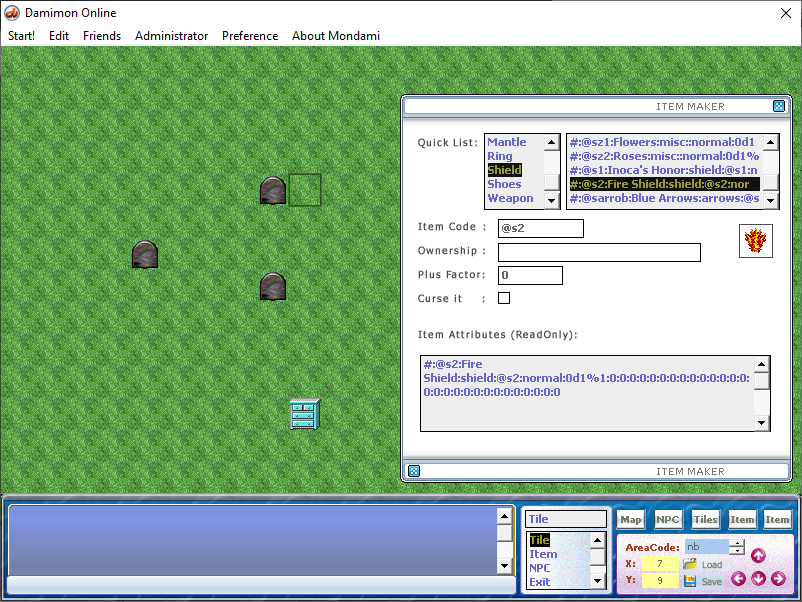 Damimon Online
Start! Edit Friends Administrator Preference About Mondami
ITEM MAKER
Quick List:
Mantle
Ring
Shield
Shoes
Weapon
#:@sz1:Flowers:misc::normal:0d1
#:@sz2:Roses:misc::normal:0d1%
#:@s1:Inoca's Honor:shield:@s1:n
#:@s2:Fire Shield:shield:@s2:nor
#:@sarrob:Blue Arrows:arrows:@s
Item Code : @s2
Ownership :
Plus Factor: 0
Curse it :
Item Attributes (ReadOnly):
#:@s2:Fire
Shield:shield:@s2:normal:0d1%1:0:0:0:0:0:0:0:0:0:0:0:0:0:0:
0:0:0:0:0:0:0:0:0:0:0:0:0:0
ITEM MAKER
Tile
Tile
Item
NPC
Exit
Map NPC Tiles Item Item
AreaCode: nb
X: 7 Load
Y: 9 Save